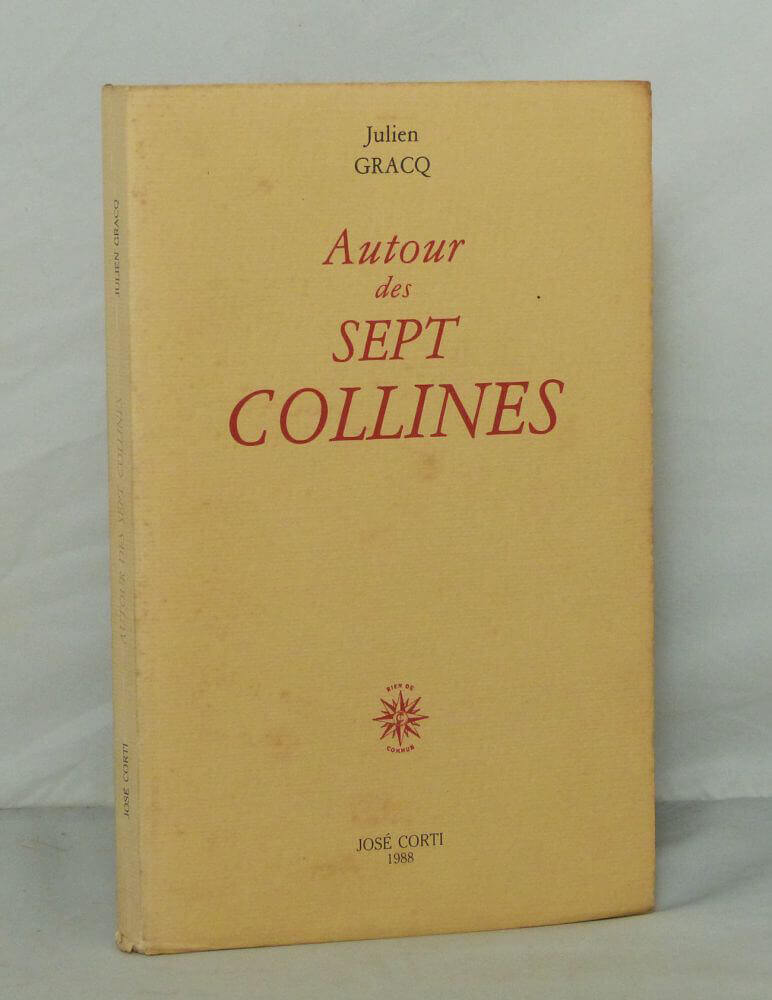 Julien
GRACQ
Autour
des
SEPT
COLLINES
RIEN DE
C
COMMUN
JOSÉ CORTI
1988
JULIEN GRACQ
AUTOUR DES SEPT COLLINES
JOSÉ CORTI